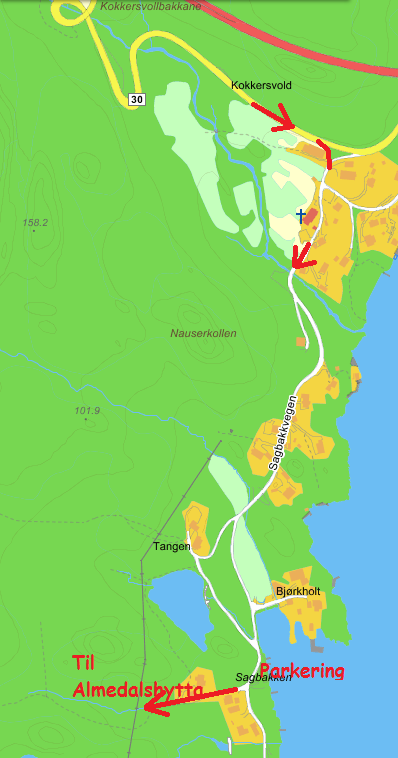 Kokkersvollbakkane
Kokkersvold
30
158.2
Nauserkollen
101.9
Sagbakkvegen
Tangen
Bjørkholt
Til
Almedalshytta
Sagbakken
Parkering